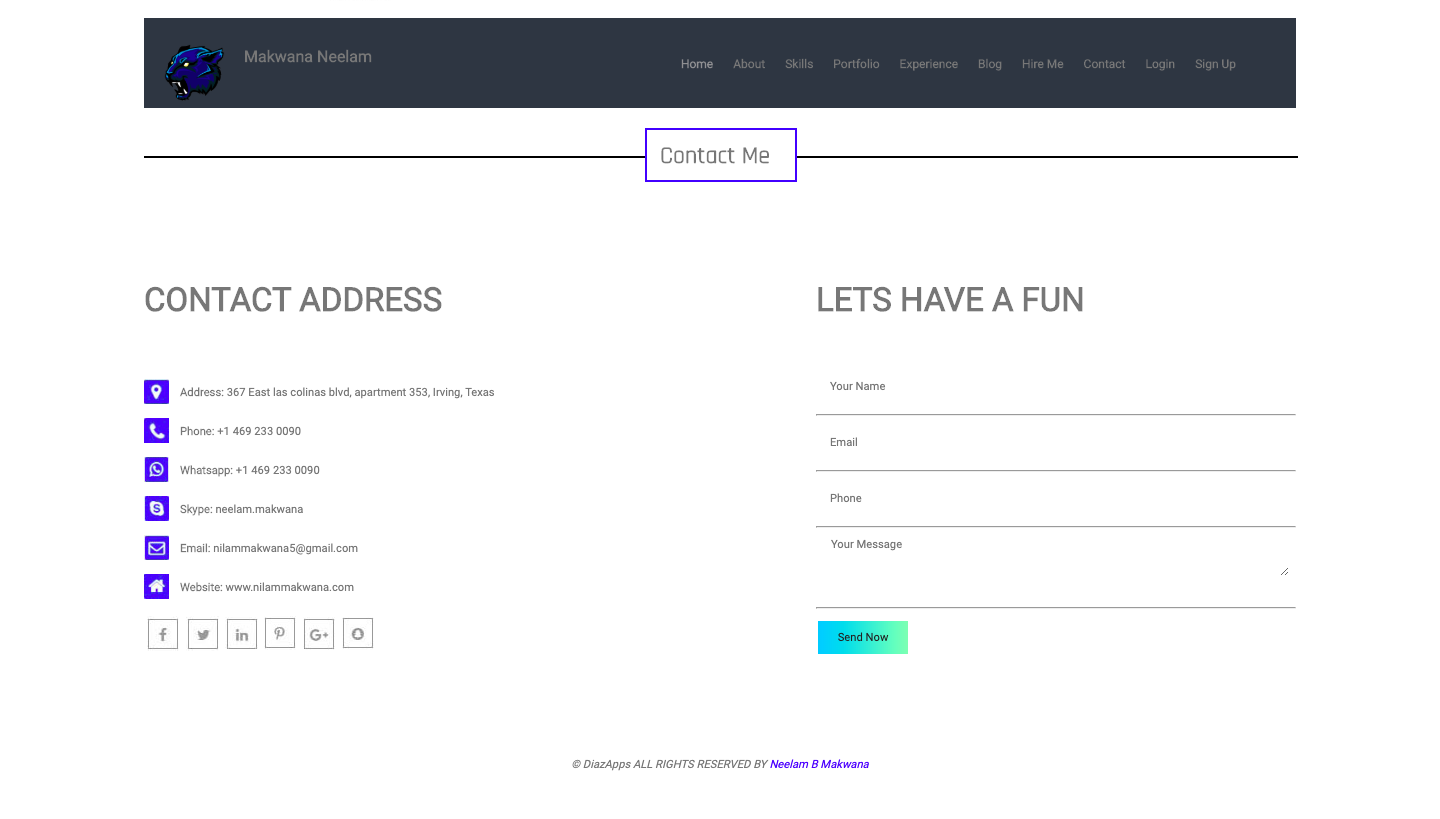 Makwana Neelam
Home About Skills Portfolio Experience Blog Hire Me Contact Login Sign Up
Contact Me
CONTACT ADDRESS
Address: 367 East las colinas blvd, apartment 353, Irving, Texas
Phone: +1 469 233 0090
Whatsapp: +1 469 233 0090
Skype: neelam.makwana
Email: nilammakwana5@gmail.com
Website: www.nilammakwana.com
LETS HAVE A FUN
Your Name
Email
Phone
Your Message
Send Now
© DiazApps ALL RIGHTS RESERVED BY Neelam B Makwana